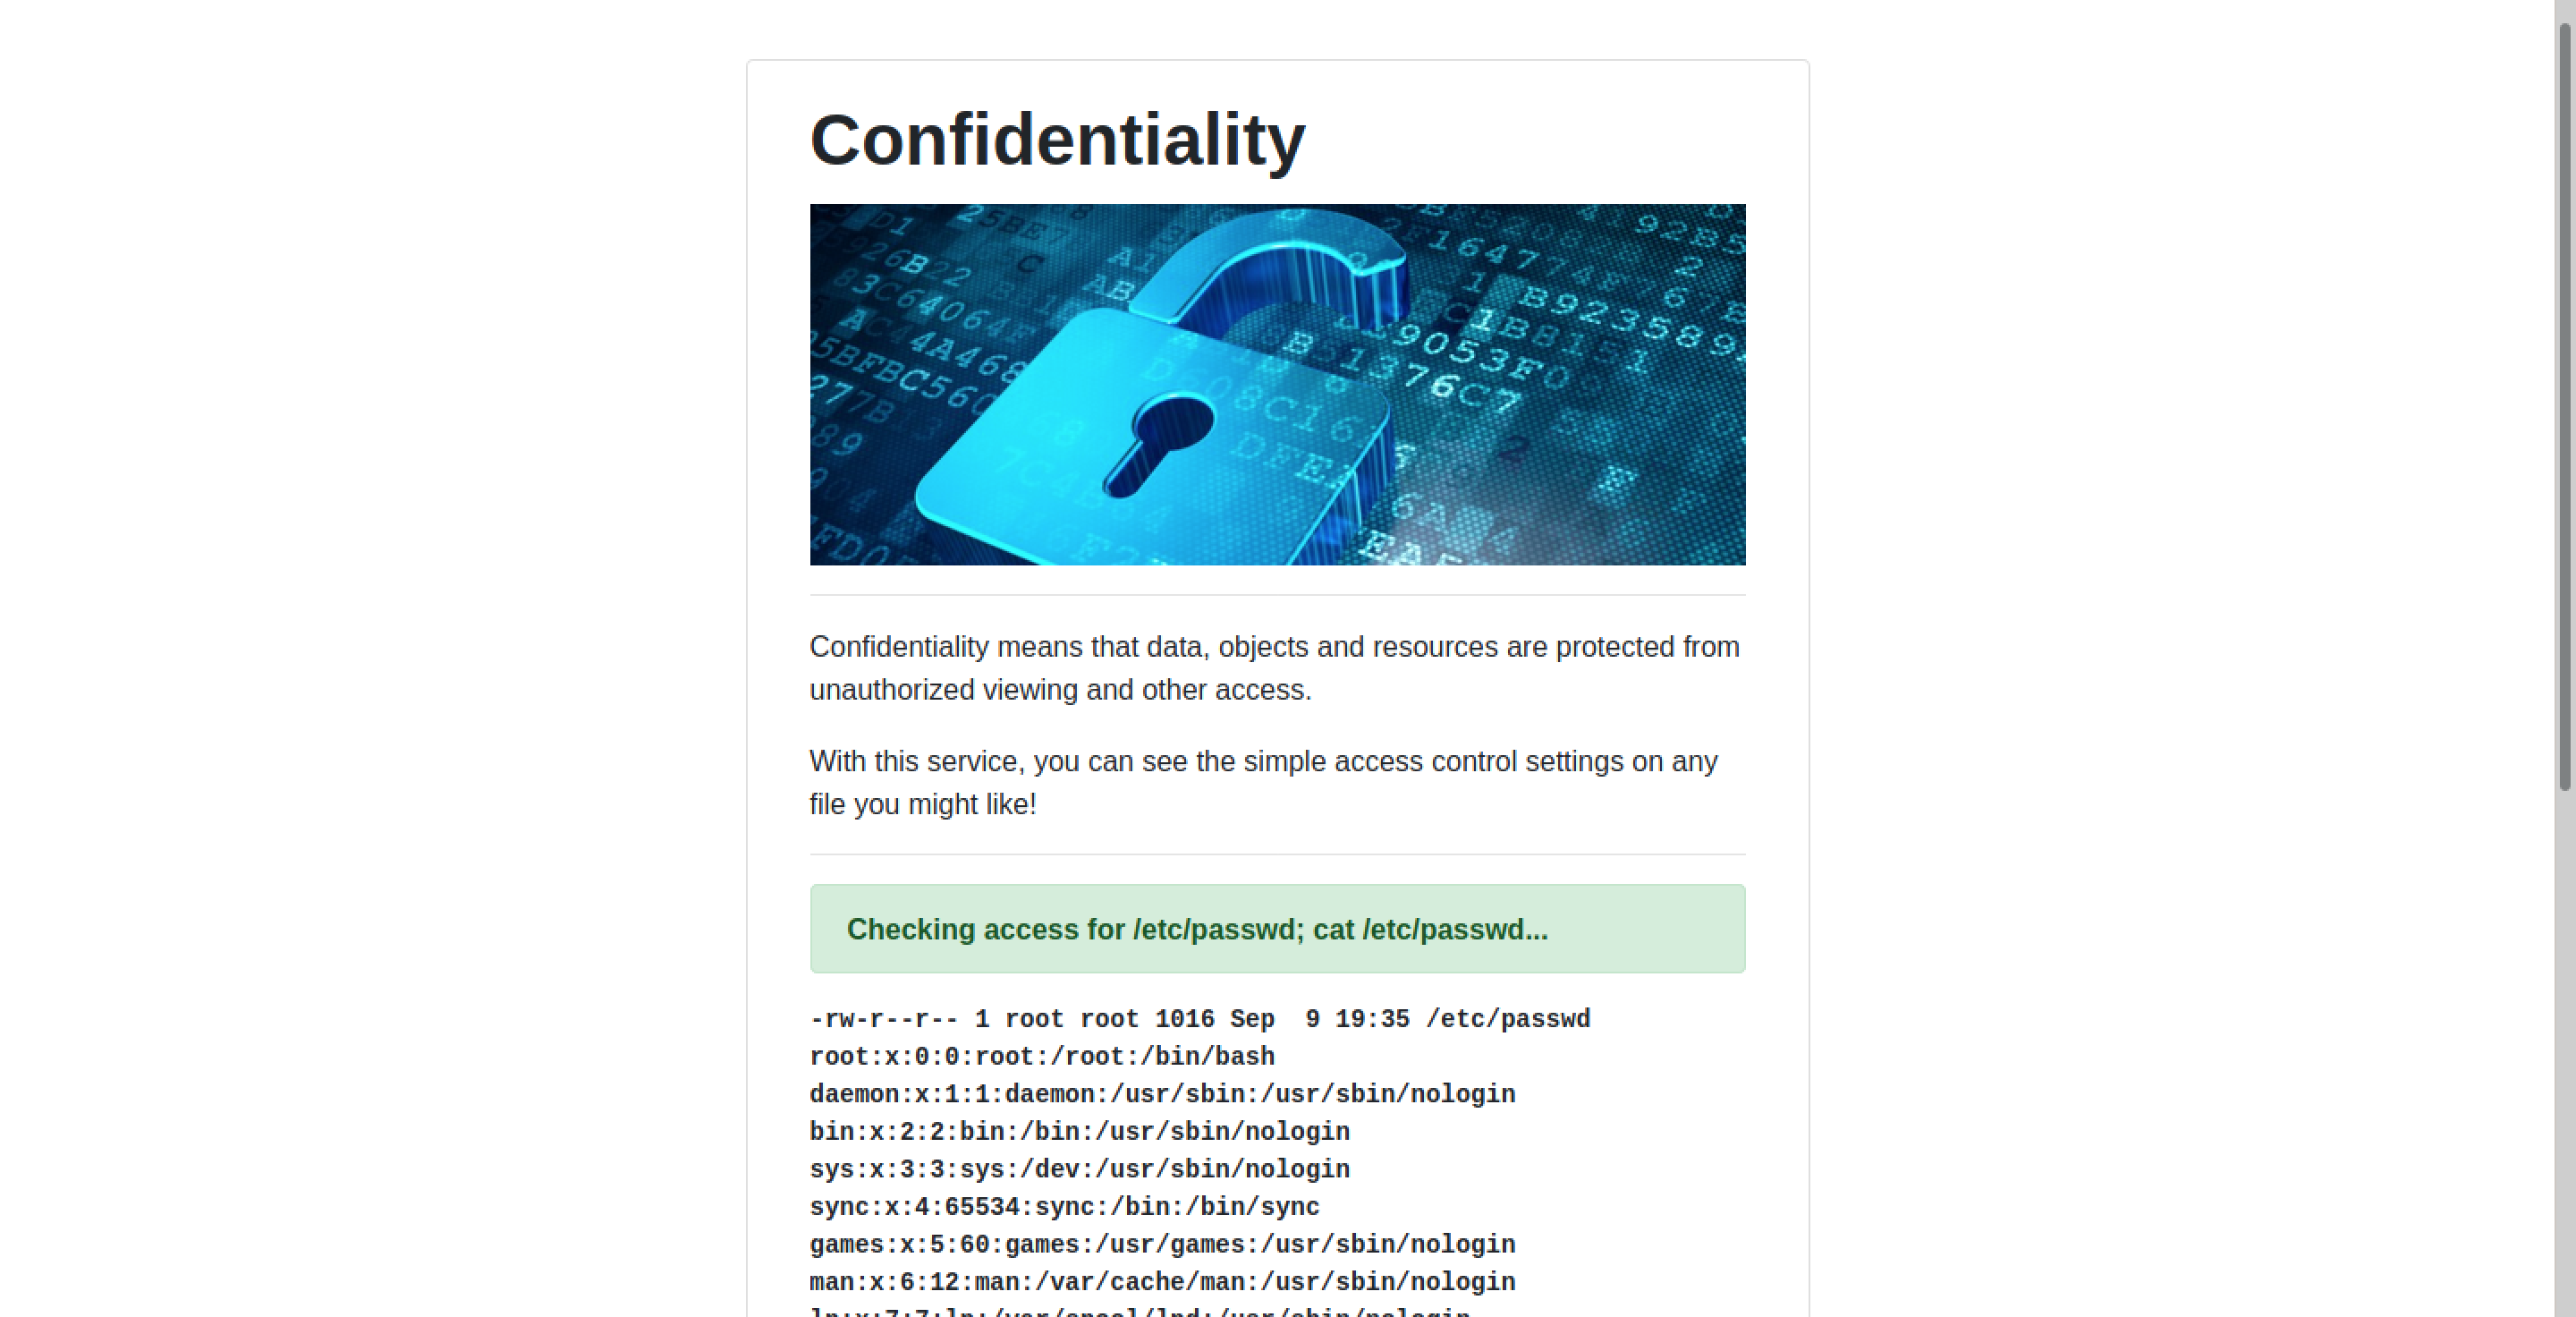 Confidentiality
Confidentiality means that data, objects and resources are protected from
unauthorized viewing and other access.
With this service, you can see the simple access control settings on any
file you might like!
Checking access for /etc/passwd; cat /etc/passwd...
-rw-r--r-- 1 root root 1016 Sep  9 19:35 /etc/passwd
root:x:0:0:root:/root:/bin/bash
daemon:x:1:1:daemon:/usr/sbin:/usr/sbin/nologin
bin:x:2:2:bin:/bin:/usr/sbin/nologin
sys:x:3:3:sys:/dev:/usr/sbin/nologin
sync:x:4:65534:sync:/bin:/bin/sync
games:x:5:60:games:/usr/games:/usr/sbin/nologin
man:x:6:12:man:/var/cache/man:/usr/sbin/nologin